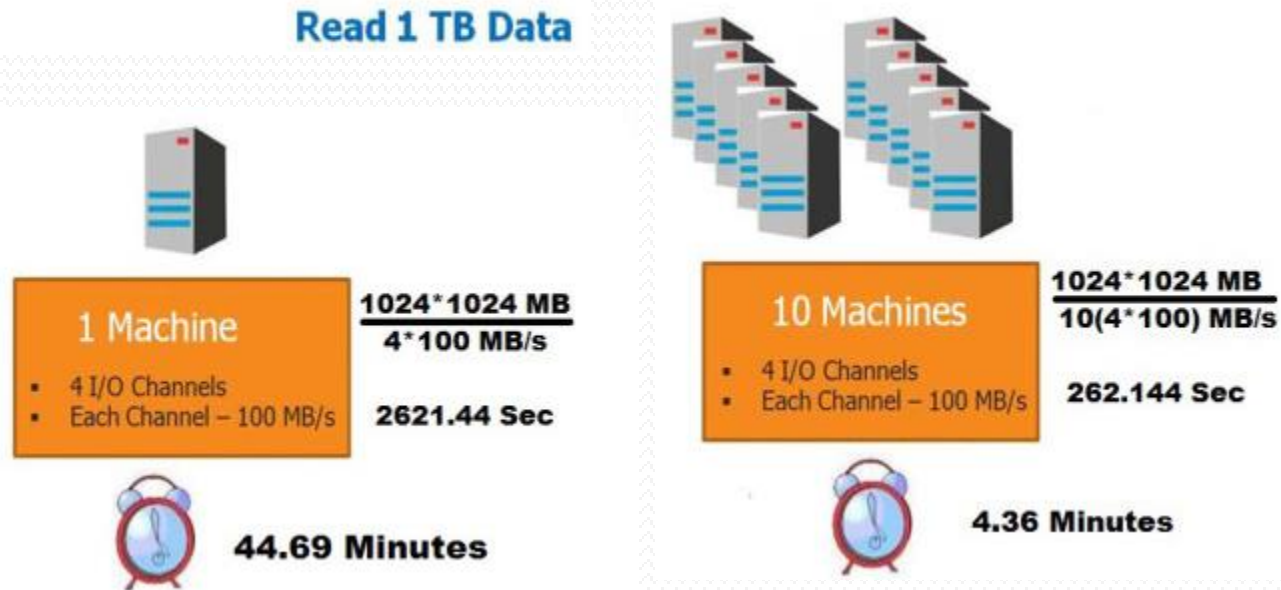 Read 1 TB Data
1 Machine
▪ 4 I/O Channels
▪ Each Channel – 100 MB/s
1024*1024 MB
4*100 MB/s
2621.44 Sec
44.69 Minutes
10 Machines
▪ 4 I/O Channels
▪ Each Channel – 100 MB/s
1024*1024 MB
10(4*100) MB/s
262.144 Sec
4.36 Minutes